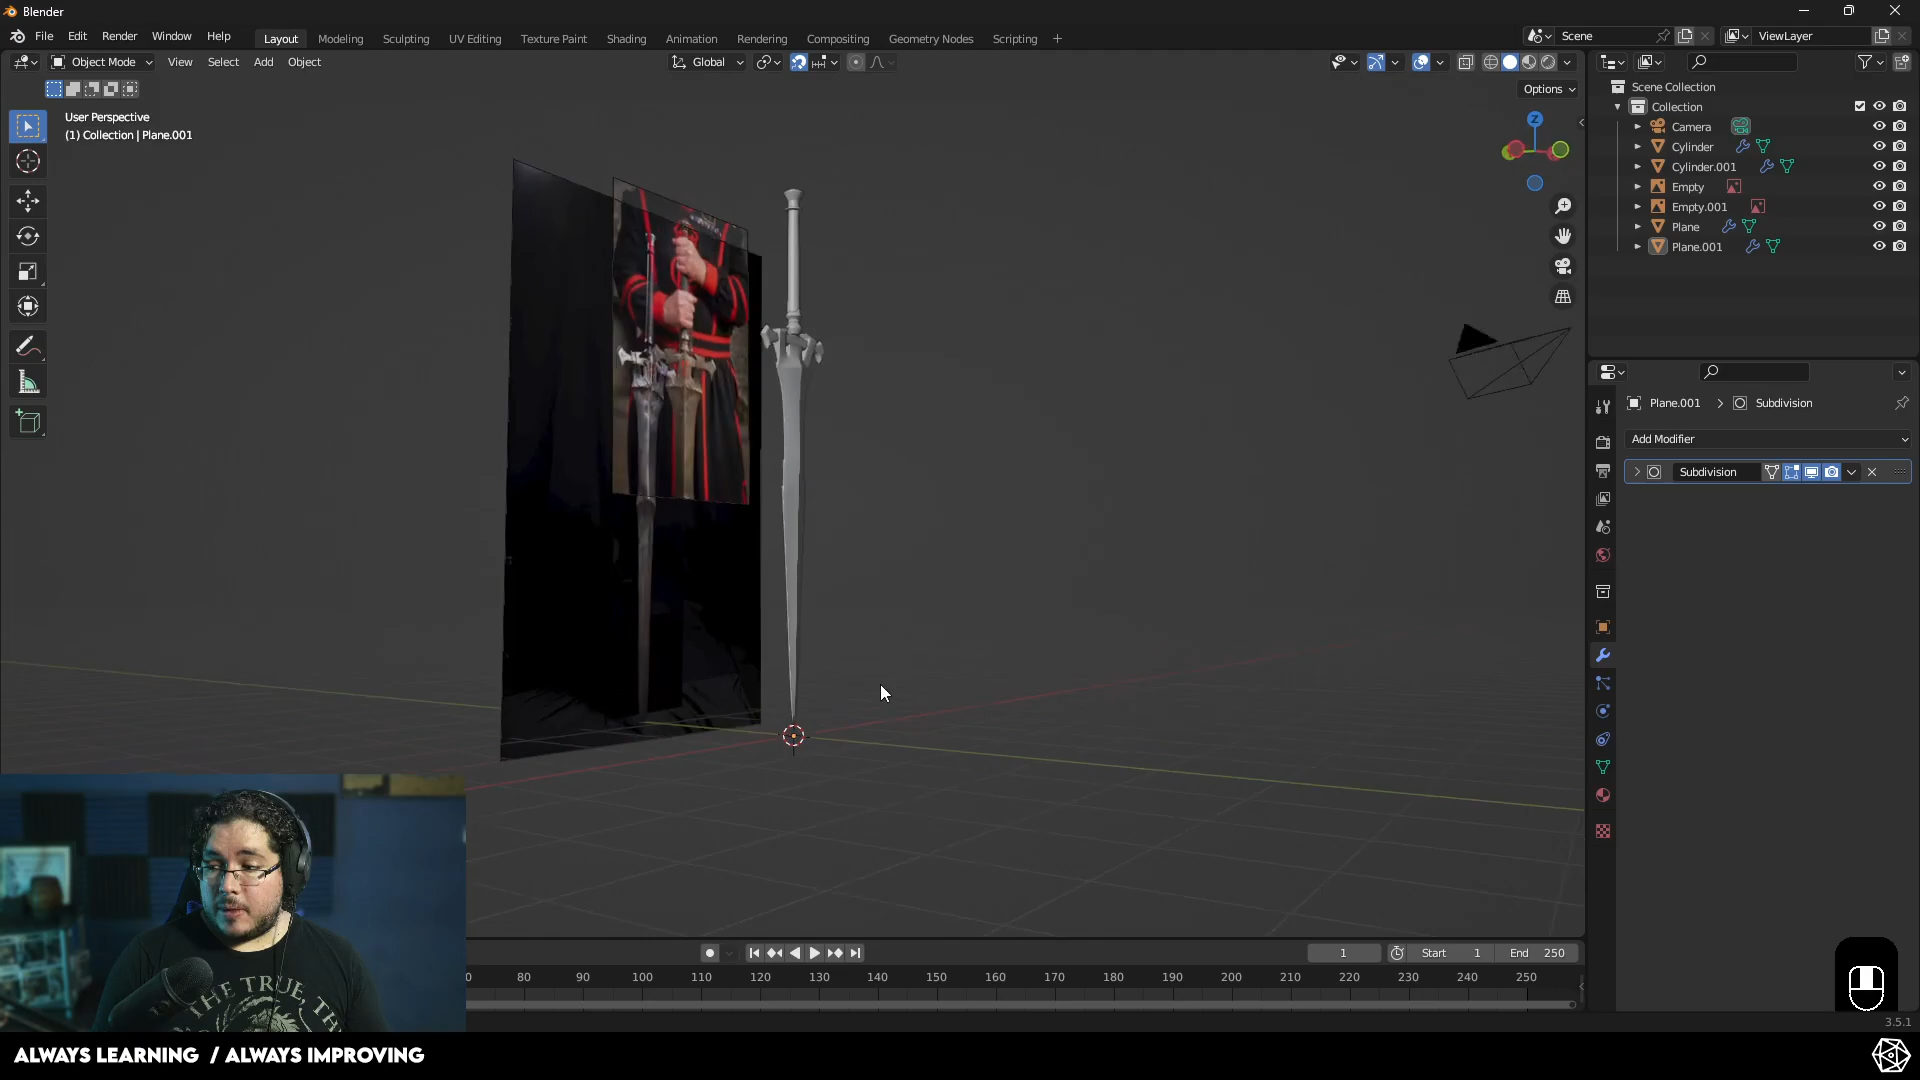 Blender
File Edit Render Window Help
Layout Modeling Sculpting UV Editing Texture Paint Shading Animation Rendering Compositing Geometry Nodes Scripting
Scene
ViewLayer
Object Mode View Select Add Object
Global
Options
User Perspective
(1) Collection | Plane.001
Z
Scene Collection
Collection
Camera
Cylinder
Cylinder.001
Empty
Empty.001
Plane
Plane.001
Plane.001 > Subdivision
Add Modifier
Subdivision
1 Start 1 End 250
0 80 90 100 110 120 130 140 150 160 170 180 190 200 210 220 230 240 250
3.5.1
THE TRUE, TH
ALWAYS LEARNING / ALWAYS IMPROVING